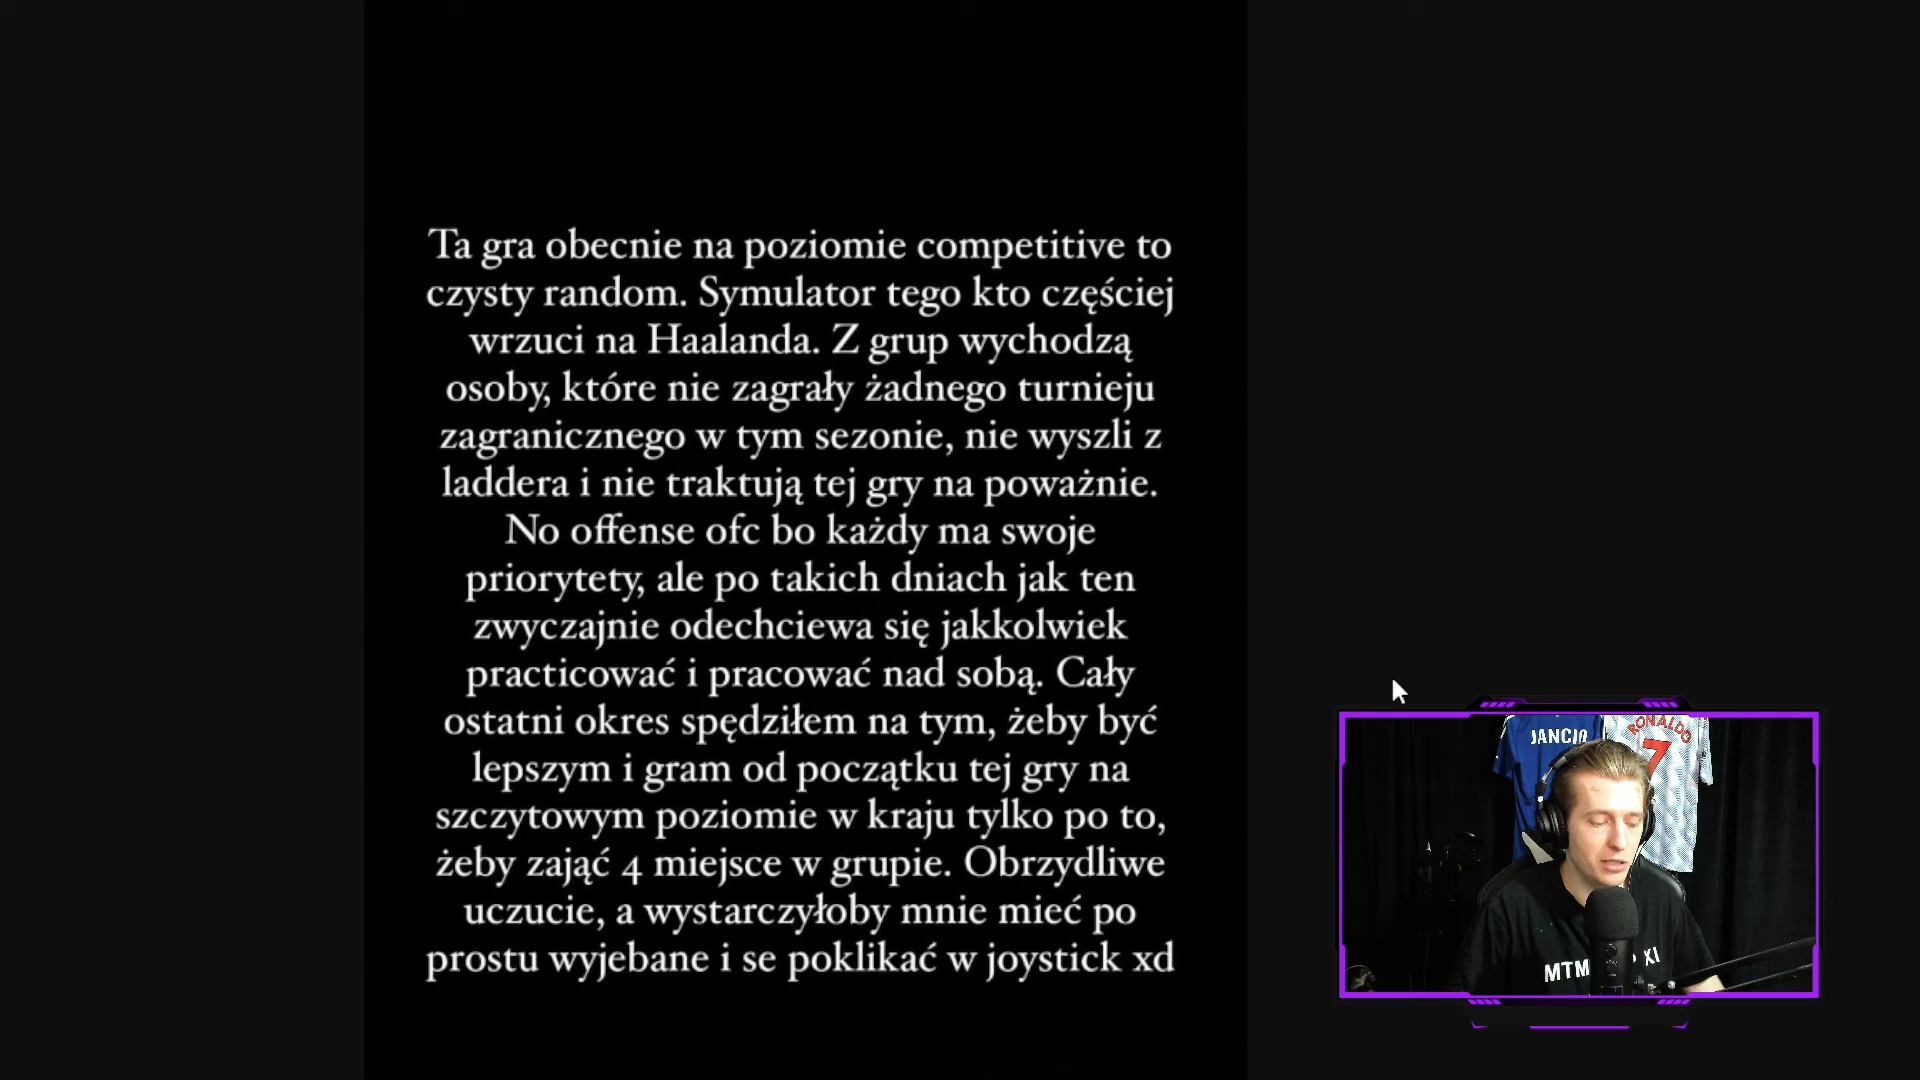 Ta gra obecnie na poziomie competitive to
czysty random. Symulator tego kto częściej
wrzuci na Haalanda. Z grup wychodzą
osoby, które nie zagrały żadnego turnieju
zagranicznego w tym sezonie, nie wyszli z
laddera i nie traktują tej gry na poważnie.
No offense ofc bo każdy ma swoje
priorytety, ale po takich dniach jak ten
zwyczajnie odechciewa się jakkolwiek
practicować i pracować nad sobą. Cały
ostatni okres spędziłem na tym, żeby być
lepszym i gram od początku tej gry na
szczytowym poziomie w kraju tylko po to,
żeby zająć 4 miejsce w grupie. Obrzydliwe
uczucie, a wystarczyłoby mnie mieć po
prostu wyjebane i se poklikać w joystick xd
JANCIO
RONALDO
7
MTM
XI